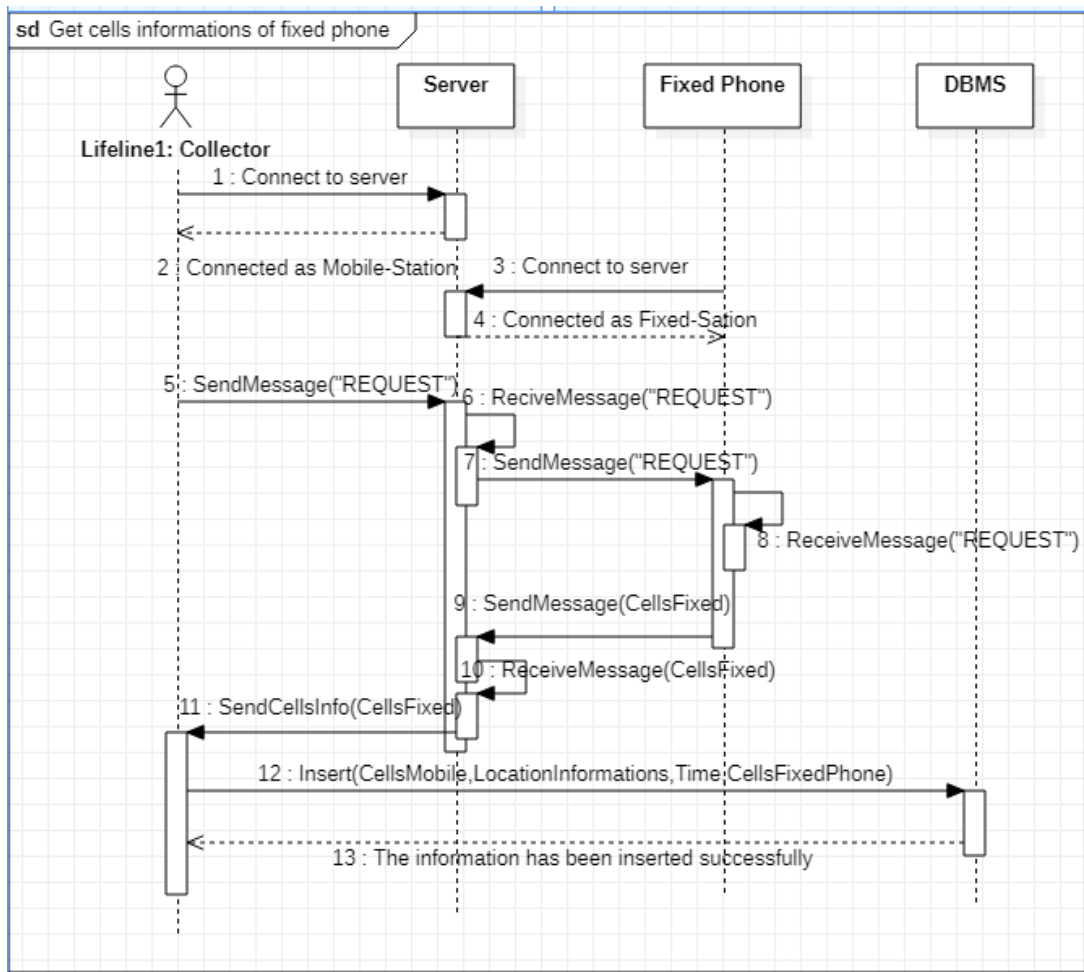 sd Get cells informations of fixed phone
Server
Fixed Phone
DBMS
Lifeline1: Collector
1 : Connect to server
2 : Connected as Mobile-Station
3 : Connect to server
4 : Connected as Fixed-Sation
5 : SendMessage("REQUEST")
6 : ReciveMessage("REQUEST")
7 : SendMessage("REQUEST")
8 : ReceiveMessage("REQUEST")
9 : SendMessage(CellsFixed)
10 : ReceiveMessage(CellsFixed)
11 : SendCellsInfo(CellsFixed)
12 : Insert(CellsMobile,LocationInformations,Time,CellsFixedPhone)
13 : The information has been inserted successfully